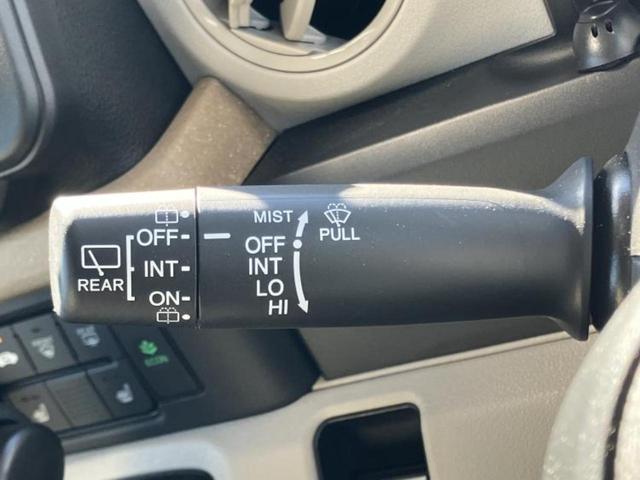 MIST
PULL
OFF
INT
LO
HI
REAR
OFF
INT
ON
ECON